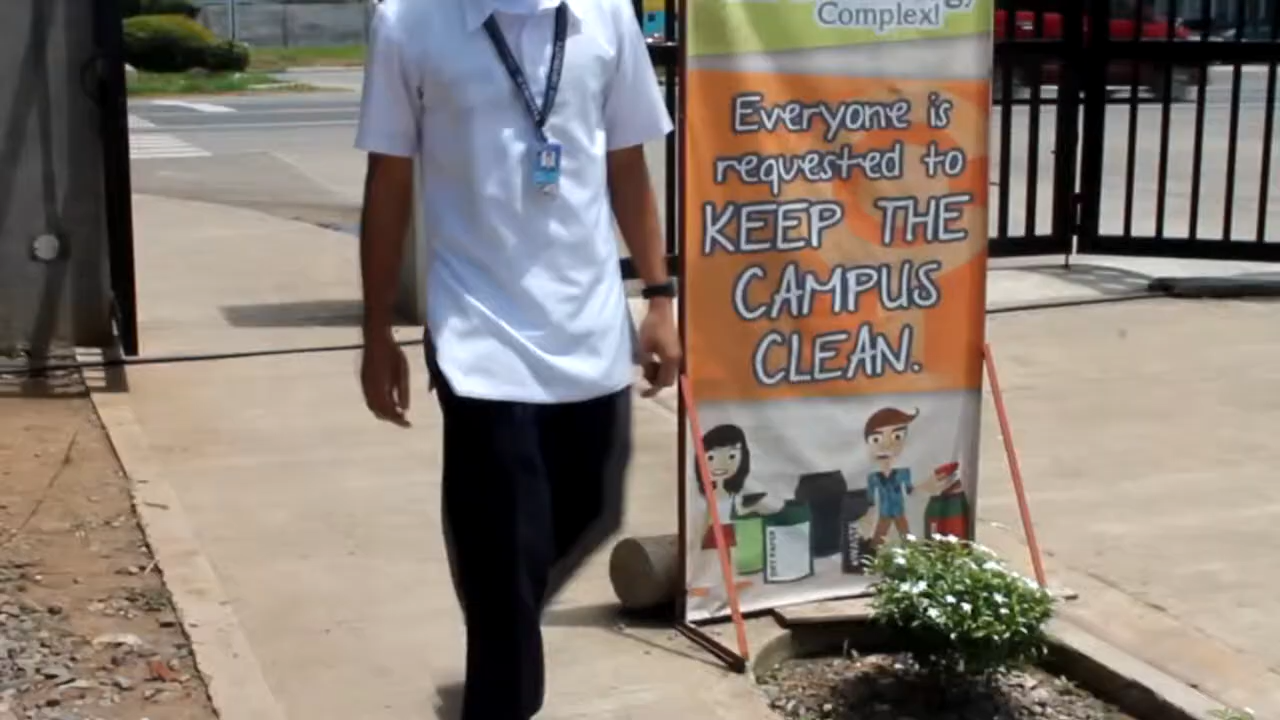 Complex!
Everyone is
requested to
KEEP THE
CAMPUS
CLEAN.